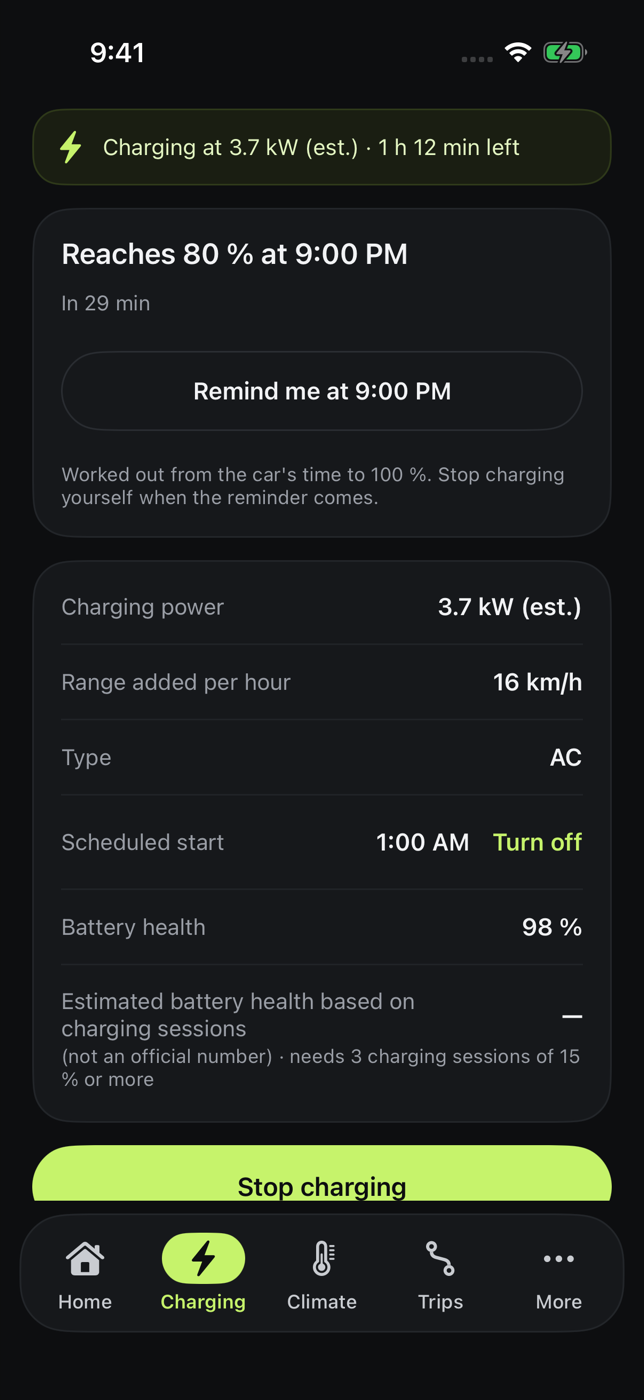 9:41
Charging at 3.7 kW (est.) · 1 h 12 min left
Reaches 80 % at 9:00 PM
In 29 min
Remind me at 9:00 PM
Worked out from the car's time to 100 %. Stop charging
yourself when the reminder comes.
Charging power 3.7 kW (est.)
Range added per hour 16 km/h
Type AC
Scheduled start 1:00 AM Turn off
Battery health 98 %
Estimated battery health based on
charging sessions –
(not an official number) · needs 3 charging sessions of 15
% or more
Stop charging
Home Charging Climate Trips More